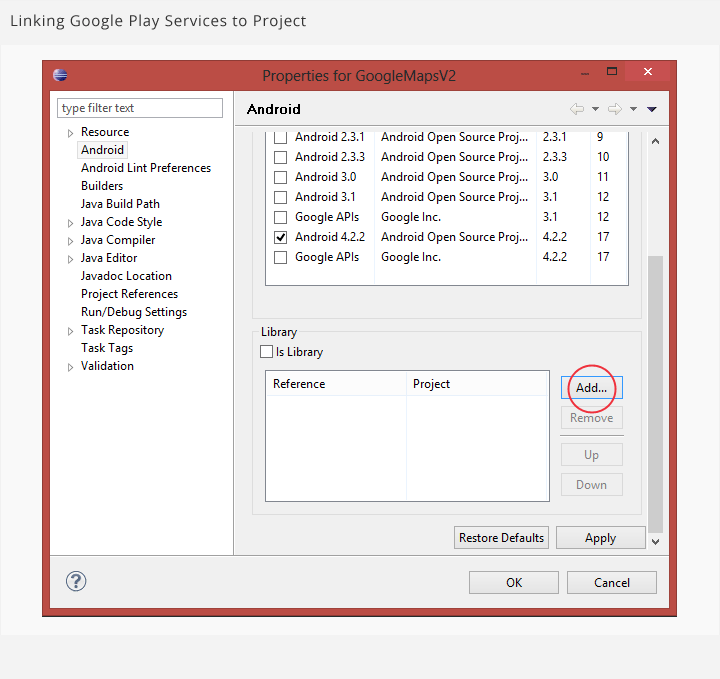 Linking Google Play Services to Project
Properties for GoogleMapsV2
type filter text
Resource
Android
Android Lint Preferences
Builders
Java Build Path
Java Code Style
Java Compiler
Java Editor
Javadoc Location
Project References
Run/Debug Settings
Task Repository
Task Tags
Validation
Android
Android 2.3.1 Android Open Source Proj... 2.3.1 9
Android 2.3.3 Android Open Source Proj... 2.3.3 10
Android 3.0 Android Open Source Proj... 3.0 11
Android 3.1 Android Open Source Proj... 3.1 12
Google APIs Google Inc. 3.1 12
Android 4.2.2 Android Open Source Proj... 4.2.2 17
Google APIs Google Inc. 4.2.2 17
Library
Is Library
Reference Project
Add...
Remove
Up
Down
Restore Defaults Apply
? OK Cancel